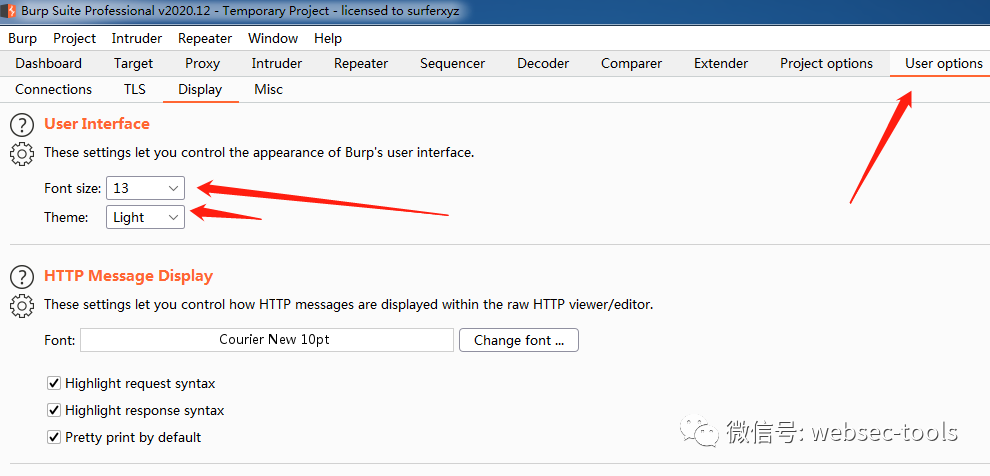 Burp Suite Professional v2020.12 - Temporary Project - licensed to surferxyz
Burp Project Intruder Repeater Window Help
Dashboard Target Proxy Intruder Repeater Sequencer Decoder Comparer Extender Project options User options
Connections TLS Display Misc
? User Interface
These settings let you control the appearance of Burp's user interface.
Font size: 13
Theme: Light
? HTTP Message Display
These settings let you control how HTTP messages are displayed within the raw HTTP viewer/editor.
Font: Courier New 10pt Change font ...
Highlight request syntax
Highlight response syntax
Pretty print by default
微信号: websec-tools